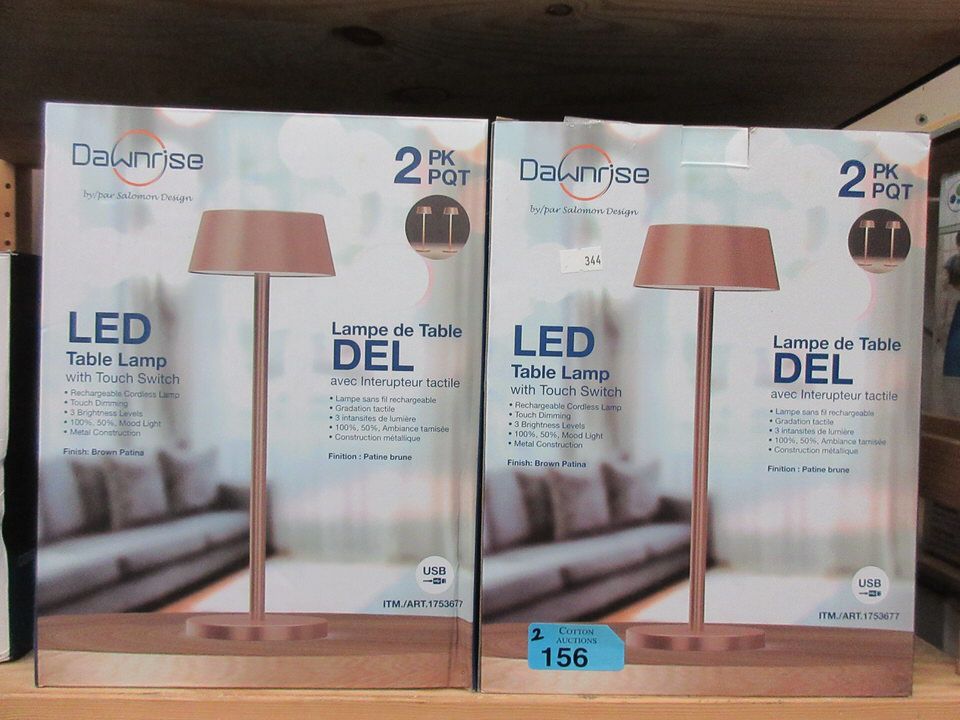 Dawnrise
by/par Salomon Design
2 PK
PQT
LED
Table Lamp
with Touch Switch
• Rechargeable Cordless Lamp
• Touch Dimming
• 3 Brightness Levels
• 100%, 50%, Mood Light
• Metal Construction
Finish: Brown Patina
Lampe de Table
DEL
avec Interupteur tactile
• Lampe sans fil rechargeable
• Gradation tactile
• 3 intansites de lumière
• 100%, 50%, Ambiance tamisée
• Construction métallique
Finition : Patine brune
USB
ITM./ART.1753677
Dawnrise
by/par Salomon Design
2 PK
PQT
344
LED
Table Lamp
with Touch Switch
• Rechargeable Cordless Lamp
• Touch Dimming
• 3 Brightness Levels
• 100%, 50%, Mood Light
• Metal Construction
Finish: Brown Patina
Lampe de Table
DEL
avec Interupteur tactile
• Lampe sans fil rechargeable
• Gradation tactile
• 3 intansites de lumière
• 100%, 50%, Ambiance tamisée
• Construction métallique
Finition : Patine brune
USB
ITM./ART.1753677
2 COTTON
AUCTIONS
156